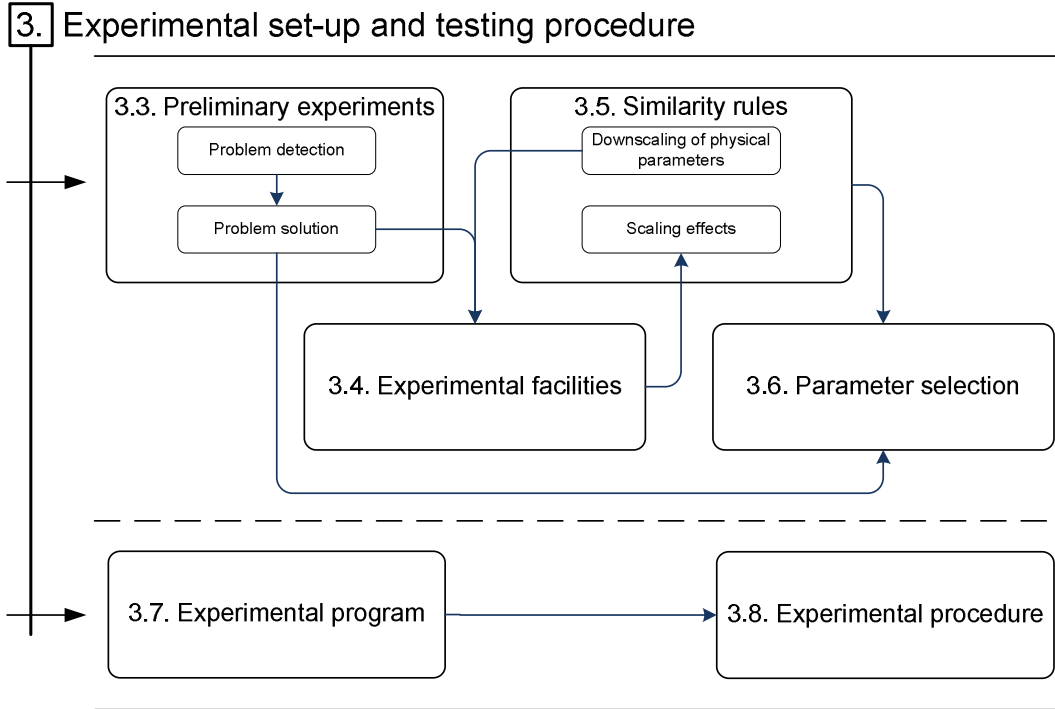 3. Experimental set-up and testing procedure
3.3. Preliminary experiments
Problem detection
Problem solution
3.5. Similarity rules
Downscaling of physical
parameters
Scaling effects
3.4. Experimental facilities
3.6. Parameter selection
3.7. Experimental program
3.8. Experimental procedure